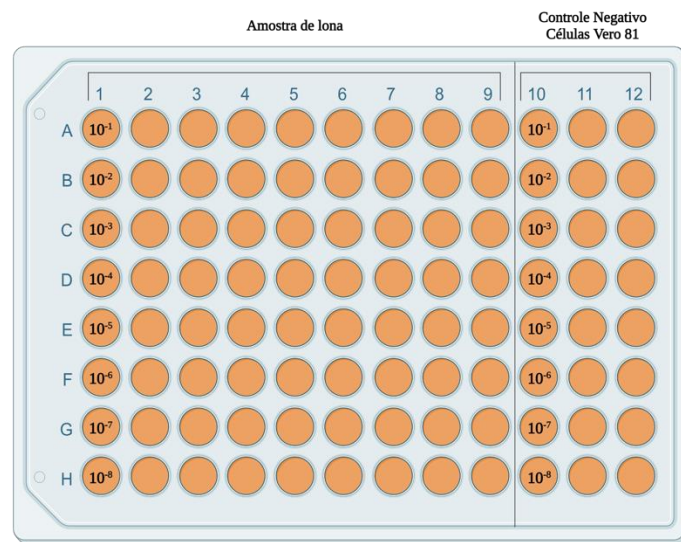 Amostra de lona
Controle Negativo
Células Vero 81
1 2 3 4 5 6 7 8 9 10 11 12
A 10⁻¹ 10⁻¹
B 10⁻² 10⁻²
C 10⁻³ 10⁻³
D 10⁻⁴ 10⁻⁴
E 10⁻⁵ 10⁻⁵
F 10⁻⁶ 10⁻⁶
G 10⁻⁷ 10⁻⁷
H 10⁻⁸ 10⁻⁸